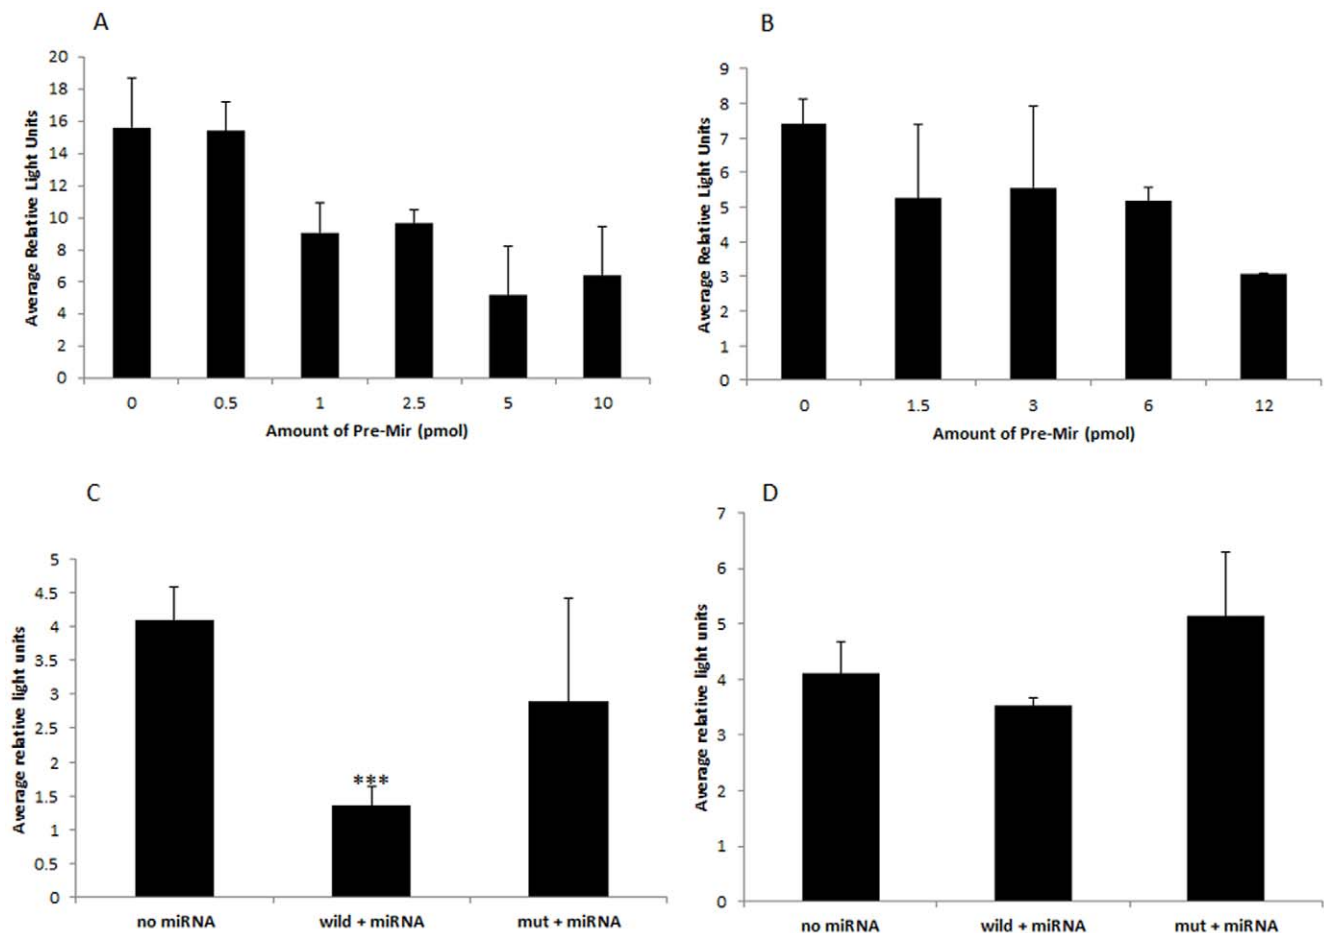 A
Average Relative Light Units
20
18
16
14
12
10
8
6
4
2
0
0 0.5 1 2.5 5 10
Amount of Pre-Mir (pmol)
B
Average Relative Light Units
9
8
7
6
5
4
3
2
1
0
0 1.5 3 6 12
Amount of Pre-Mir (pmol)
C
Average relative light units
5
4.5
4
3.5
3
2.5
2
1.5
1
0.5
0
***
no miRNA wild + miRNA mut + miRNA
D
Average relative light units
7
6
5
4
3
2
1
0
no miRNA wild + miRNA mut + miRNA